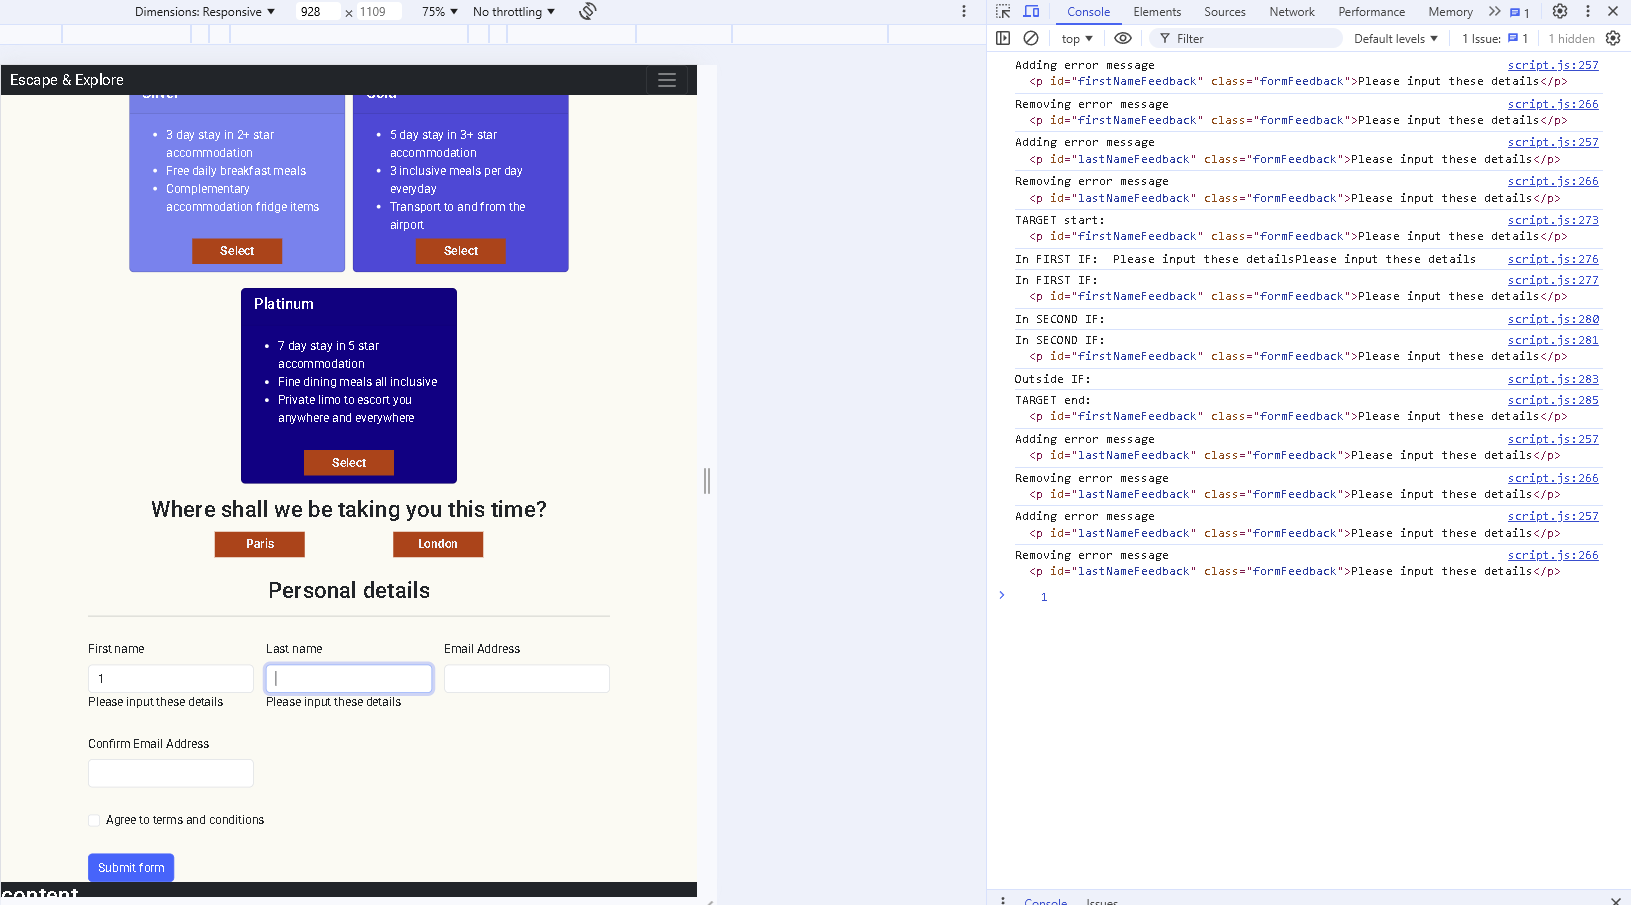 Dimensions: Responsive ▼ 928 × 1109 75% ▼ No throttling ▼
Console Elements Sources Network Performance Memory 1
top ▼ Filter Default levels ▼ 1 Issue: 1 1 hidden
Escape & Explore
Silver
3 day stay in 2+ star
accommodation
Free daily breakfast meals
Complementary
accommodation fridge items
Select
Gold
5 day stay in 3+ star
accommodation
3 inclusive meals per day
everyday
Transport to and from the
airport
Select
Platinum
7 day stay in 5 star
accommodation
Fine dining meals all inclusive
Private limo to escort you
anywhere and everywhere
Select
Where shall we be taking you this time?
Paris London
Personal details
First name Last name Email Address
1
Please input these details Please input these details
Confirm Email Address
Agree to terms and conditions
Submit form
content
Adding error message script.js:257
<p id="firstNameFeedback" class="formFeedback">Please input these details</p>
Removing error message script.js:266
<p id="firstNameFeedback" class="formFeedback">Please input these details</p>
Adding error message script.js:257
<p id="lastNameFeedback" class="formFeedback">Please input these details</p>
Removing error message script.js:266
<p id="lastNameFeedback" class="formFeedback">Please input these details</p>
TARGET start: script.js:273
<p id="firstNameFeedback" class="formFeedback">Please input these details</p>
In FIRST IF: Please input these detailsPlease input these details script.js:276
In FIRST IF: script.js:277
<p id="firstNameFeedback" class="formFeedback">Please input these details</p>
In SECOND IF: script.js:280
In SECOND IF: script.js:281
<p id="firstNameFeedback" class="formFeedback">Please input these details</p>
Outside IF: script.js:283
TARGET end: script.js:285
<p id="firstNameFeedback" class="formFeedback">Please input these details</p>
Adding error message script.js:257
<p id="lastNameFeedback" class="formFeedback">Please input these details</p>
Removing error message script.js:266
<p id="lastNameFeedback" class="formFeedback">Please input these details</p>
Adding error message script.js:257
<p id="lastNameFeedback" class="formFeedback">Please input these details</p>
Removing error message script.js:266
<p id="lastNameFeedback" class="formFeedback">Please input these details</p>
1
Console Issues